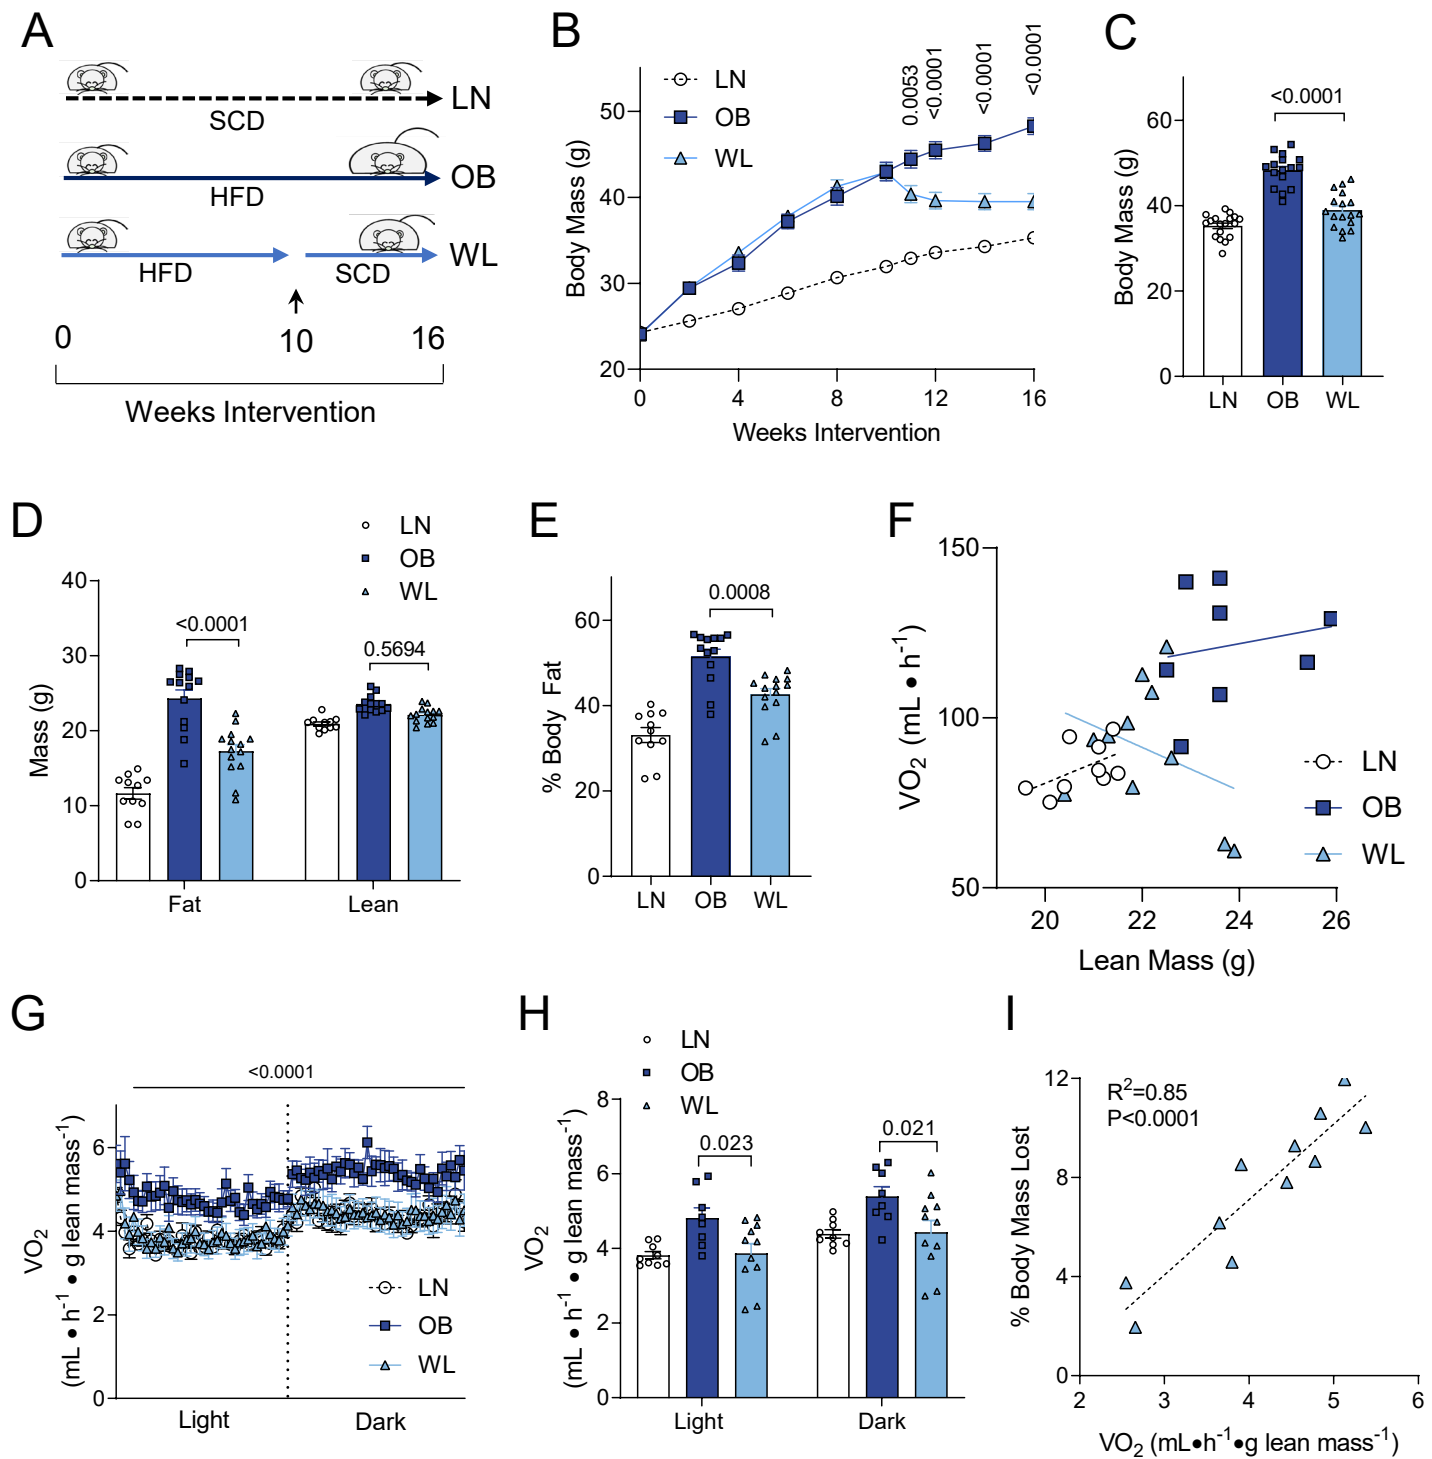 A
LN
SCD
OB
HFD
WL
HFD
SCD
0
10
16
Weeks Intervention
B
LN
OB
WL
0.0053
<0.0001
<0.0001
<0.0001
50
40
30
20
Body Mass (g)
0
4
8
12
16
Weeks Intervention
C
<0.0001
60
40
20
0
Body Mass (g)
LN
OB
WL
D
LN
OB
WL
40
30
20
10
0
Mass (g)
<0.0001
0.5694
Fat
Lean
E
0.0008
60
40
20
0
% Body Fat
LN
OB
WL
F
150
100
50
VO2 (mL • h-1)
LN
OB
WL
20
22
24
26
Lean Mass (g)
G
<0.0001
6
4
2
0
VO2
(mL • h-1 • g lean mass-1)
LN
OB
WL
Light
Dark
H
LN
OB
WL
8
6
4
2
0
VO2
(mL • h-1 • g lean mass-1)
0.023
0.021
Light
Dark
I
R2=0.85
P<0.0001
12
8
4
0
% Body Mass Lost
2
3
4
5
6
VO2 (mL•h-1•g lean mass-1)